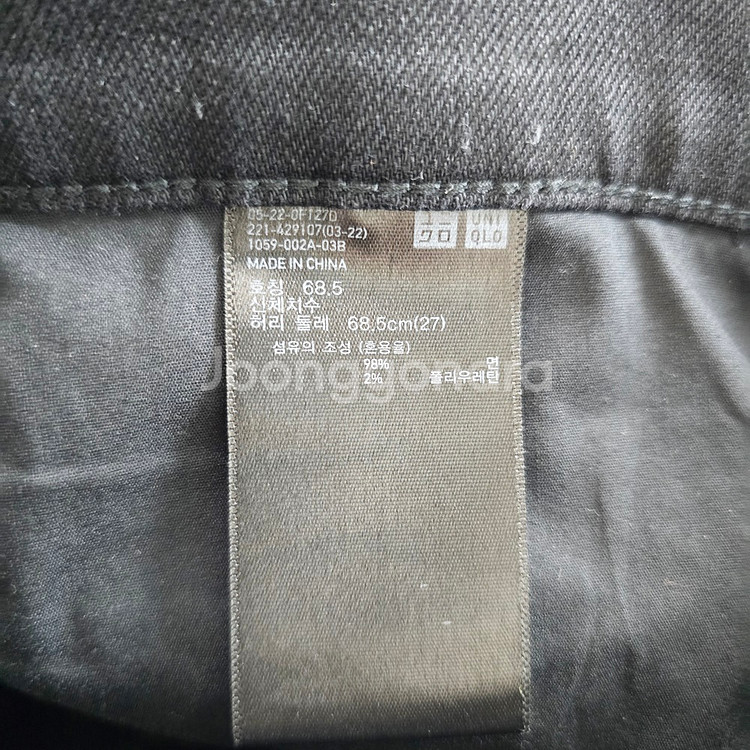 05-22-0F127D
221-429107(03-22)
1059-002A-03B
ユニ
クロ
UNI
QLO
MADE IN CHINA
호칭 68.5
신체치수
허리 둘레 68.5cm(27)
섬유의 조성 (혼용율)
98% 면
2% 폴리우레탄
Joonggonara